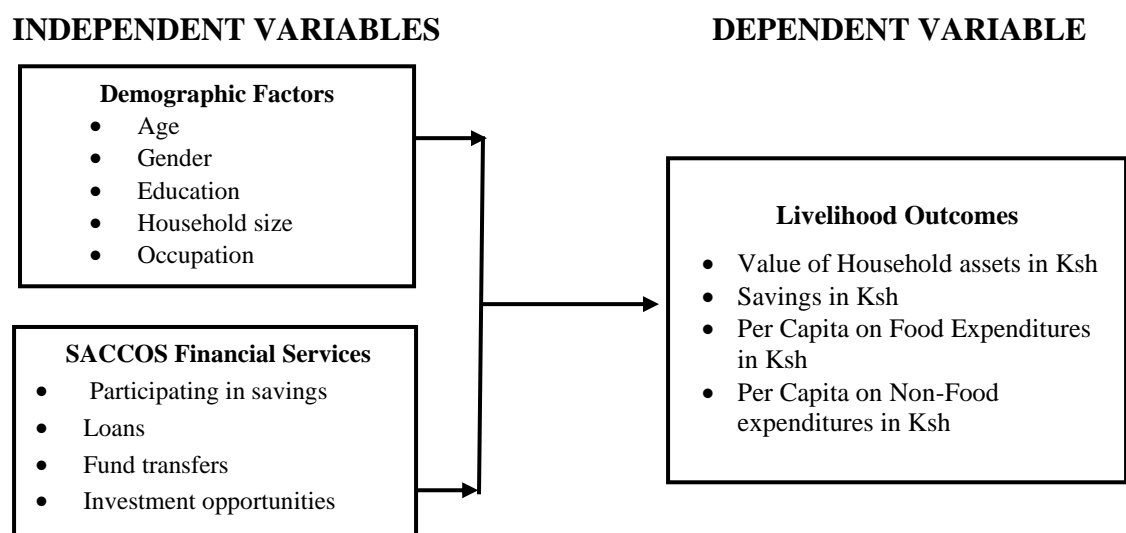 INDEPENDENT VARIABLES
DEPENDENT VARIABLE
Demographic Factors
• Age
• Gender
• Education
• Household size
• Occupation
SACCOS Financial Services
• Participating in savings
• Loans
• Fund transfers
• Investment opportunities
Livelihood Outcomes
• Value of Household assets in Ksh
• Savings in Ksh
• Per Capita on Food Expenditures
in Ksh
• Per Capita on Non-Food
expenditures in Ksh